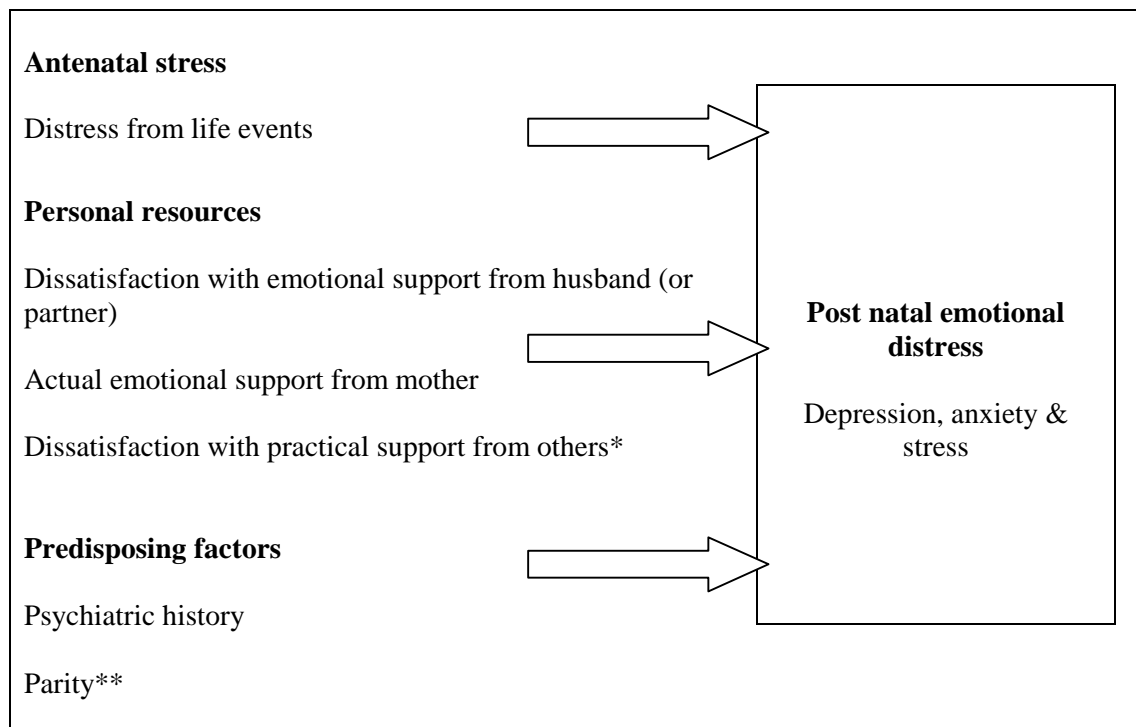 Antenatal stress
Distress from life events
Personal resources
Dissatisfaction with emotional support from husband (or
partner)
Actual emotional support from mother
Dissatisfaction with practical support from others*
Predisposing factors
Psychiatric history
Parity**
Post natal emotional
distress
Depression, anxiety &
stress